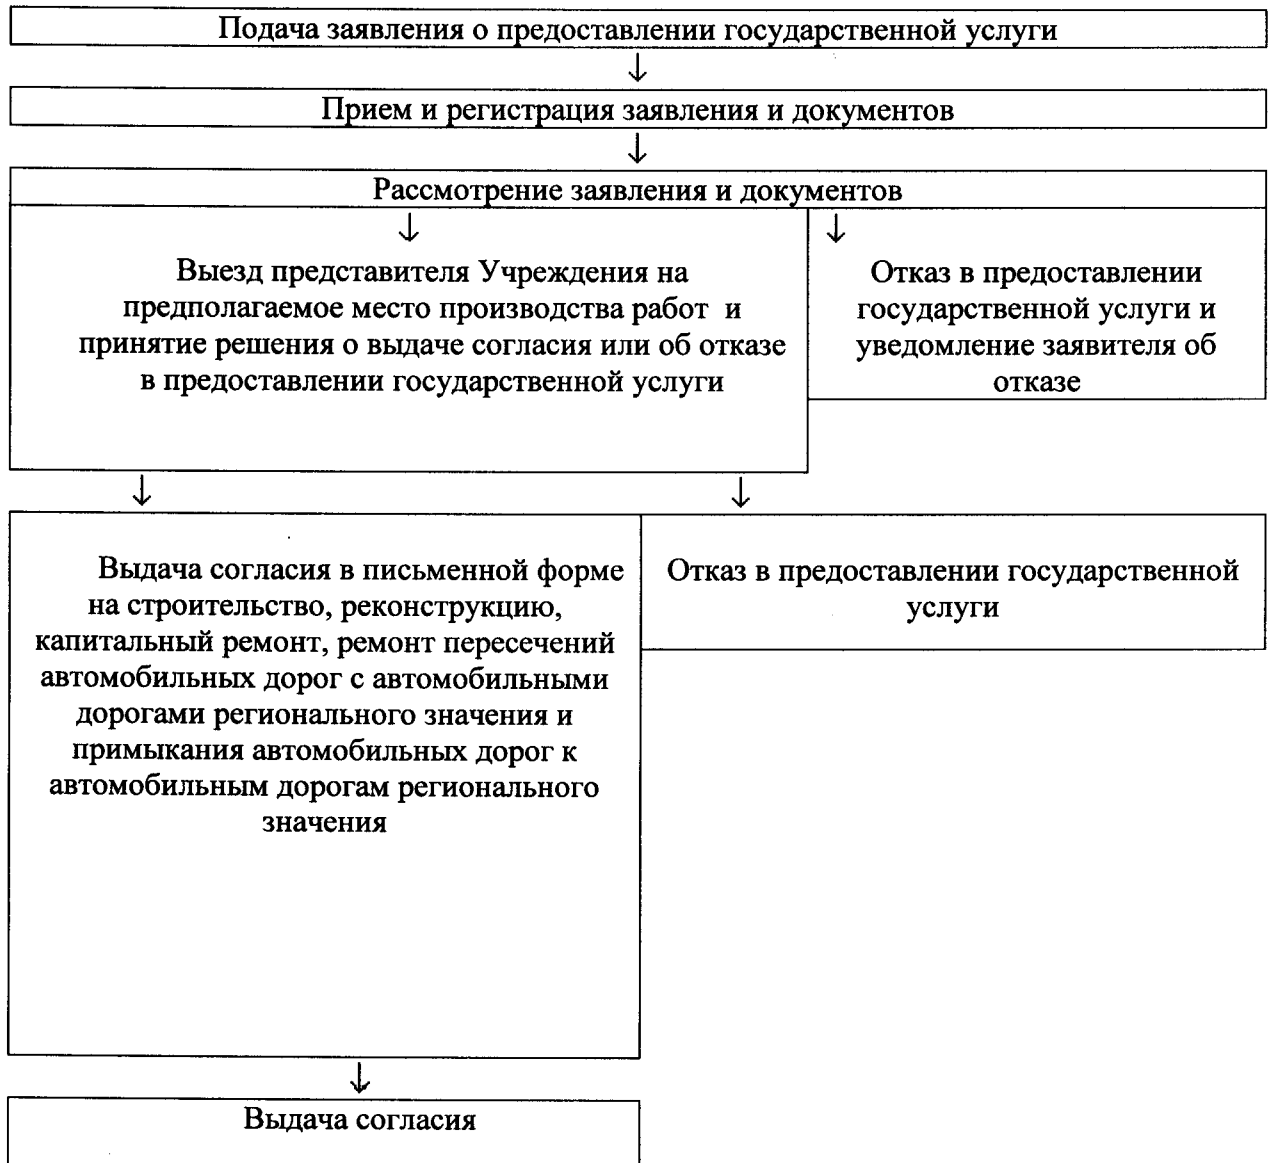 Подача заявления о предоставлении государственной услуги
Прием и регистрация заявления и документов
Рассмотрение заявления и документов
Выезд представителя Учреждения на
предполагаемое место производства работ и
принятие решения о выдаче согласия или об отказе
в предоставлении государственной услуги
Отказ в предоставлении
государственной услуги и
уведомление заявителя об
отказе
Выдача согласия в письменной форме
на строительство, реконструкцию,
капитальный ремонт, ремонт пересечений
автомобильных дорог с автомобильными
дорогами регионального значения и
примыкания автомобильных дорог к
автомобильным дорогам регионального
значения
Отказ в предоставлении государственной
услуги
Выдача согласия